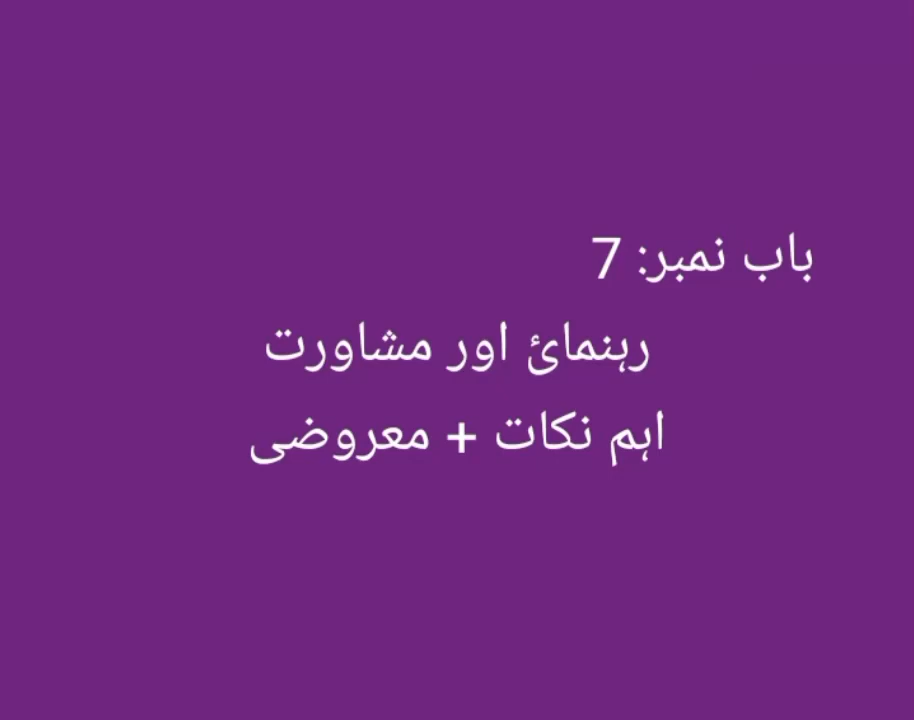 باب نمبر: 7
رہنمائ اور مشاورت
اہم نکات + معروضی